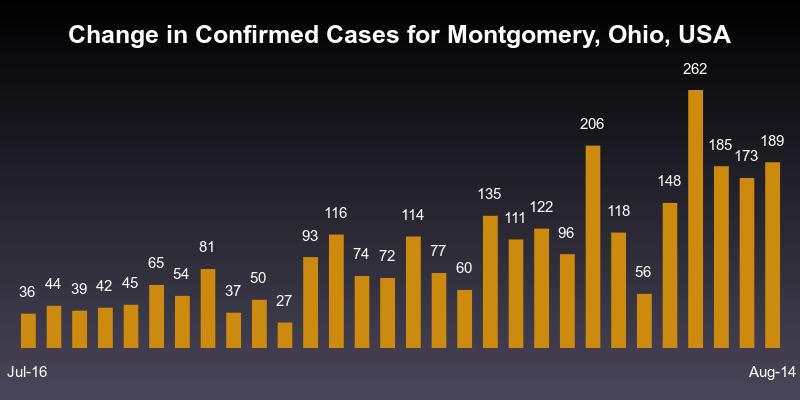 Change in Confirmed Cases for Montgomery, Ohio, USA
36 44 39 42 45 65 54 81 37 50 27 93 116 74 72 114 77 60 135 111 122 96 206 118 56 148 262 185 173 189
Jul-16 Aug-14